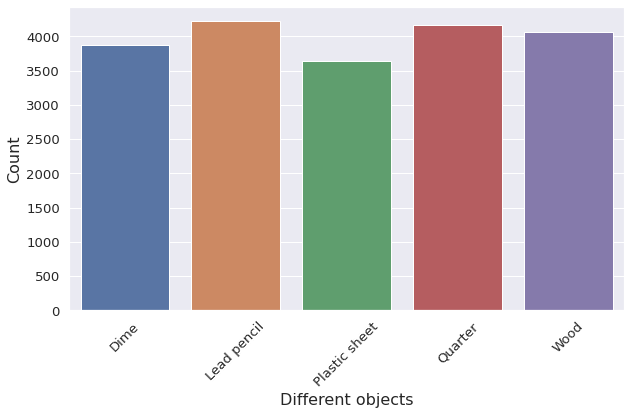 4000
3500
3000
2500
2000
1500
1000
500
0
Count
Dime
Lead pencil
Plastic sheet
Quarter
Wood
Different objects